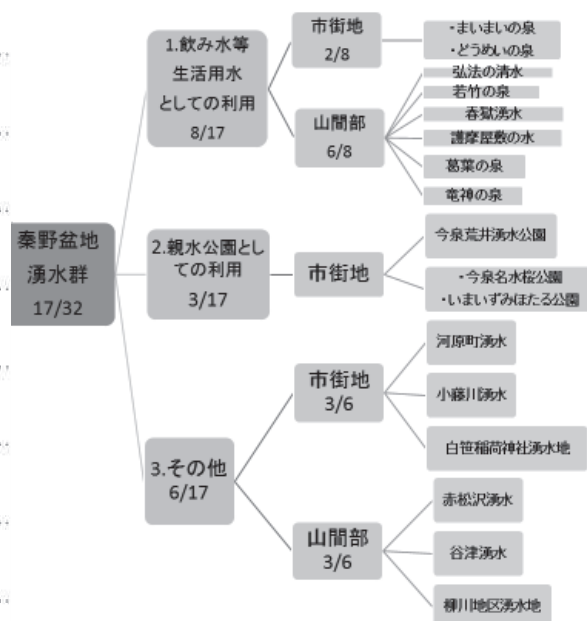 秦野盆地
湧水群
17/32
1.飲み水等
生活用水
としての利用
8/17
市街地
2/8
・まいまいの泉
・どうめいの泉
山間部
6/8
弘法の清水
若竹の泉
春嶽湧水
護摩屋敷の水
葛葉の泉
竜神の泉
2.親水公園とし
ての利用
3/17
市街地
今泉荒井湧水公園
・今泉名水桜公園
・いまいずみほたる公園
3.その他
6/17
市街地
3/6
河原町湧水
小藤川湧水
白笹稲荷神社湧水地
山間部
3/6
赤松沢湧水
谷津湧水
柳川地区湧水地